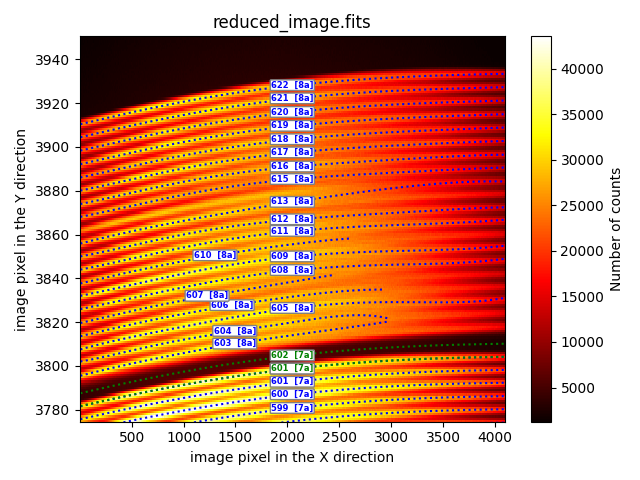 reduced_image.fits
3940
3920
3900
3880
3860
3840
3820
3800
3780
image pixel in the Y direction
622 [8a]
621 [8a]
620 [8a]
619 [8a]
618 [8a]
617 [8a]
616 [8a]
615 [8a]
613 [8a]
612 [8a]
611 [8a]
610 [8a]
609 [8a]
608 [8a]
607 [8a]
606 [8a]
605 [8a]
604 [8a]
603 [8a]
602 [7a]
601 [7a]
601 [7a]
600 [7a]
599 [7a]
500 1000 1500 2000 2500 3000 3500 4000
image pixel in the X direction
40000
35000
30000
25000
20000
15000
10000
5000
Number of counts